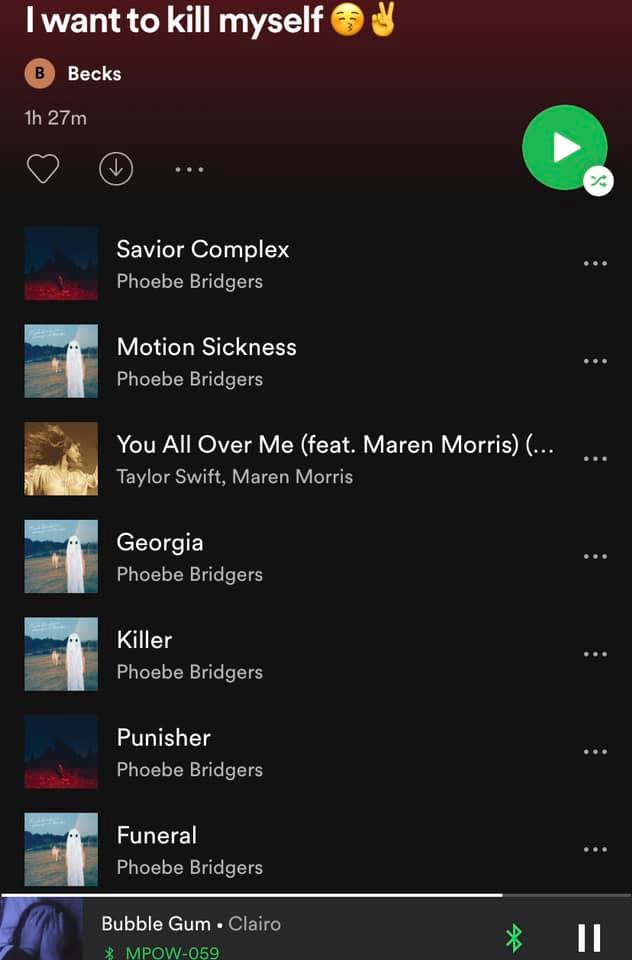 I want to kill myself 😚✌️
B Becks
1h 27m
Savior Complex
Phoebe Bridgers
Motion Sickness
Phoebe Bridgers
You All Over Me (feat. Maren Morris) (...
Taylor Swift, Maren Morris
Georgia
Phoebe Bridgers
Killer
Phoebe Bridgers
Punisher
Phoebe Bridgers
Funeral
Phoebe Bridgers
Bubble Gum • Clairo
MPOW-059